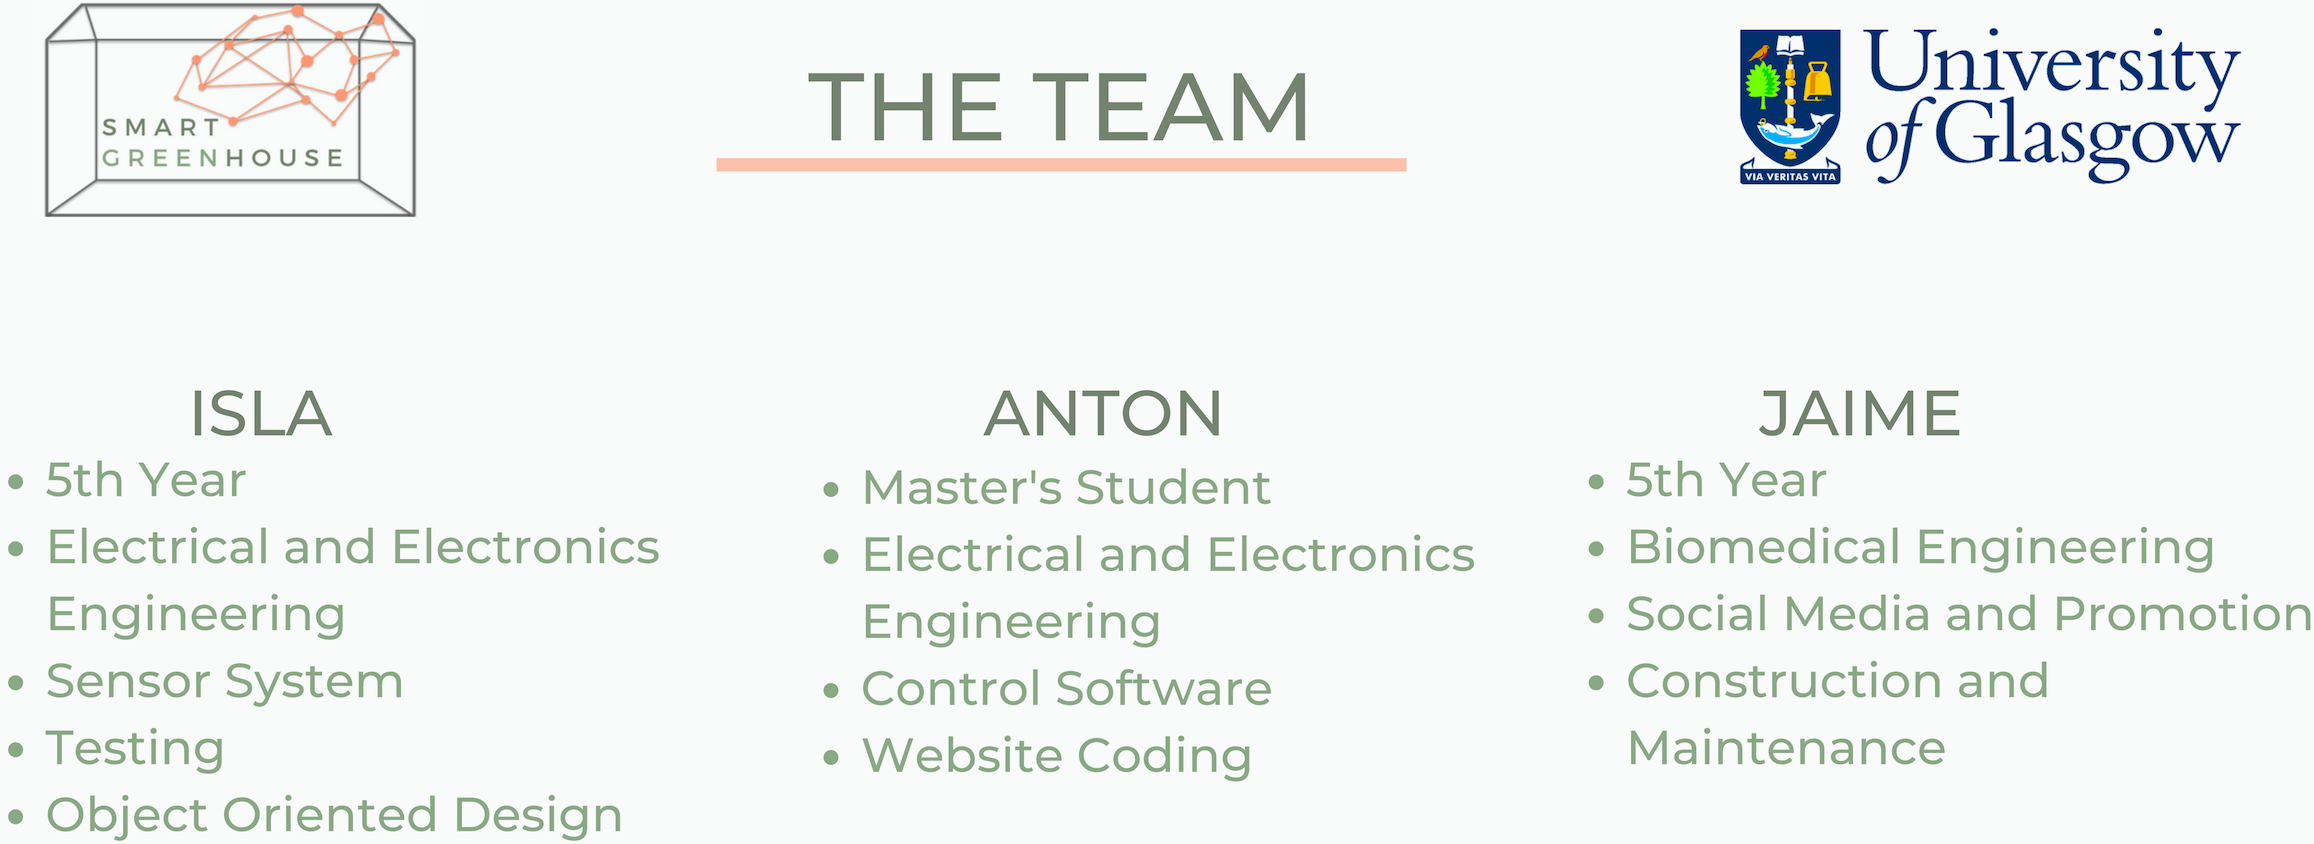 SMART
GREENHOUSE
THE TEAM
University
of Glasgow
VIA VERITAS VITA
ISLA
• 5th Year
• Electrical and Electronics
Engineering
• Sensor System
• Testing
• Object Oriented Design
ANTON
• Master's Student
• Electrical and Electronics
Engineering
• Control Software
• Website Coding
JAIME
• 5th Year
• Biomedical Engineering
• Social Media and Promotion
• Construction and
Maintenance